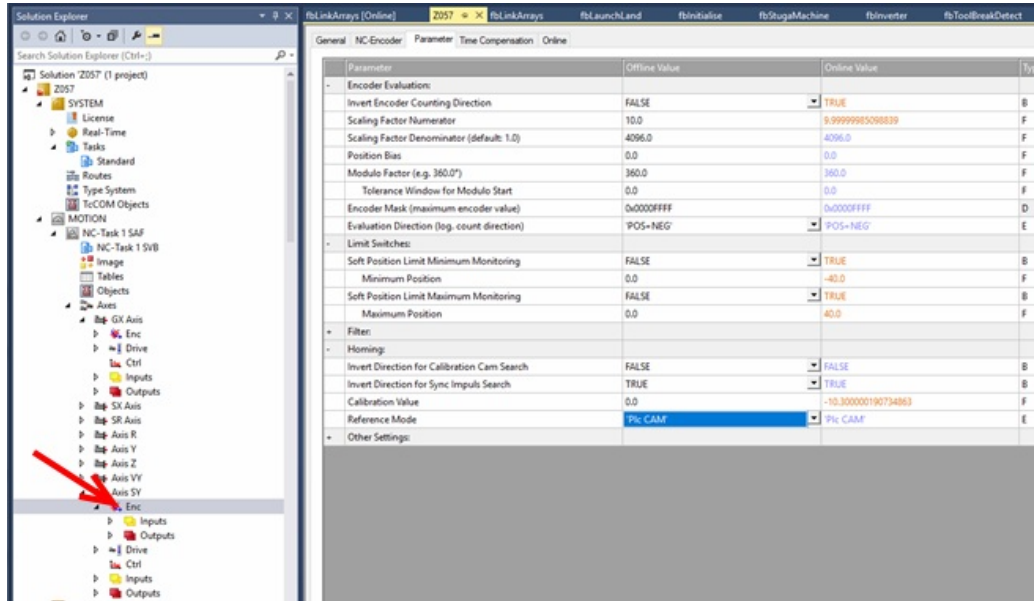 Solution Explorer
Search Solution Explorer (Ctrl+;)
Solution 'Z057' (1 project)
Z057
SYSTEM
License
Real-Time
Tasks
Standard
Routes
Type System
TcCOM Objects
MOTION
NC-Task 1 SAF
NC-Task 1 SVB
Image
Tables
Objects
Axes
GX Axis
Enc
Drive
Ctrl
Inputs
Outputs
SX Axis
SR Axis
Axis R
Axis Y
Axis Z
Axis VY
Axis SY
Enc
Inputs
Outputs
Drive
Ctrl
Inputs
Outputs
fbLinkArrays [Online] Z057 fbLinkArrays fbLaunchLand fbInitialise fbStugaMachine fbInverter fbToolBreakDetect
General NC-Encoder Parameter Time Compensation Online
Parameter Offline Value Online Value Ty
- Encoder Evaluation:
Invert Encoder Counting Direction FALSE TRUE B
Scaling Factor Numerator 10.0 9.99999985098839 F
Scaling Factor Denominator (default: 1.0) 4096.0 4096.0 F
Position Bias 0.0 0.0 F
Modulo Factor (e.g. 360.0°) 360.0 360.0 F
Tolerance Window for Modulo Start 0.0 0.0 F
Encoder Mask (maximum encoder value) 0x0000FFFF 0x0000FFFF D
Evaluation Direction (log. count direction) 'POS+NEG' 'POS+NEG' E
- Limit Switches:
Soft Position Limit Minimum Monitoring FALSE TRUE B
Minimum Position 0.0 -40.0 F
Soft Position Limit Maximum Monitoring FALSE TRUE B
Maximum Position 0.0 40.0 F
+ Filter:
- Homing:
Invert Direction for Calibration Cam Search FALSE FALSE B
Invert Direction for Sync Impuls Search TRUE TRUE B
Calibration Value 0.0 -10.300000190734863 F
Reference Mode 'Plc CAM' 'Plc CAM' E
+ Other Settings: